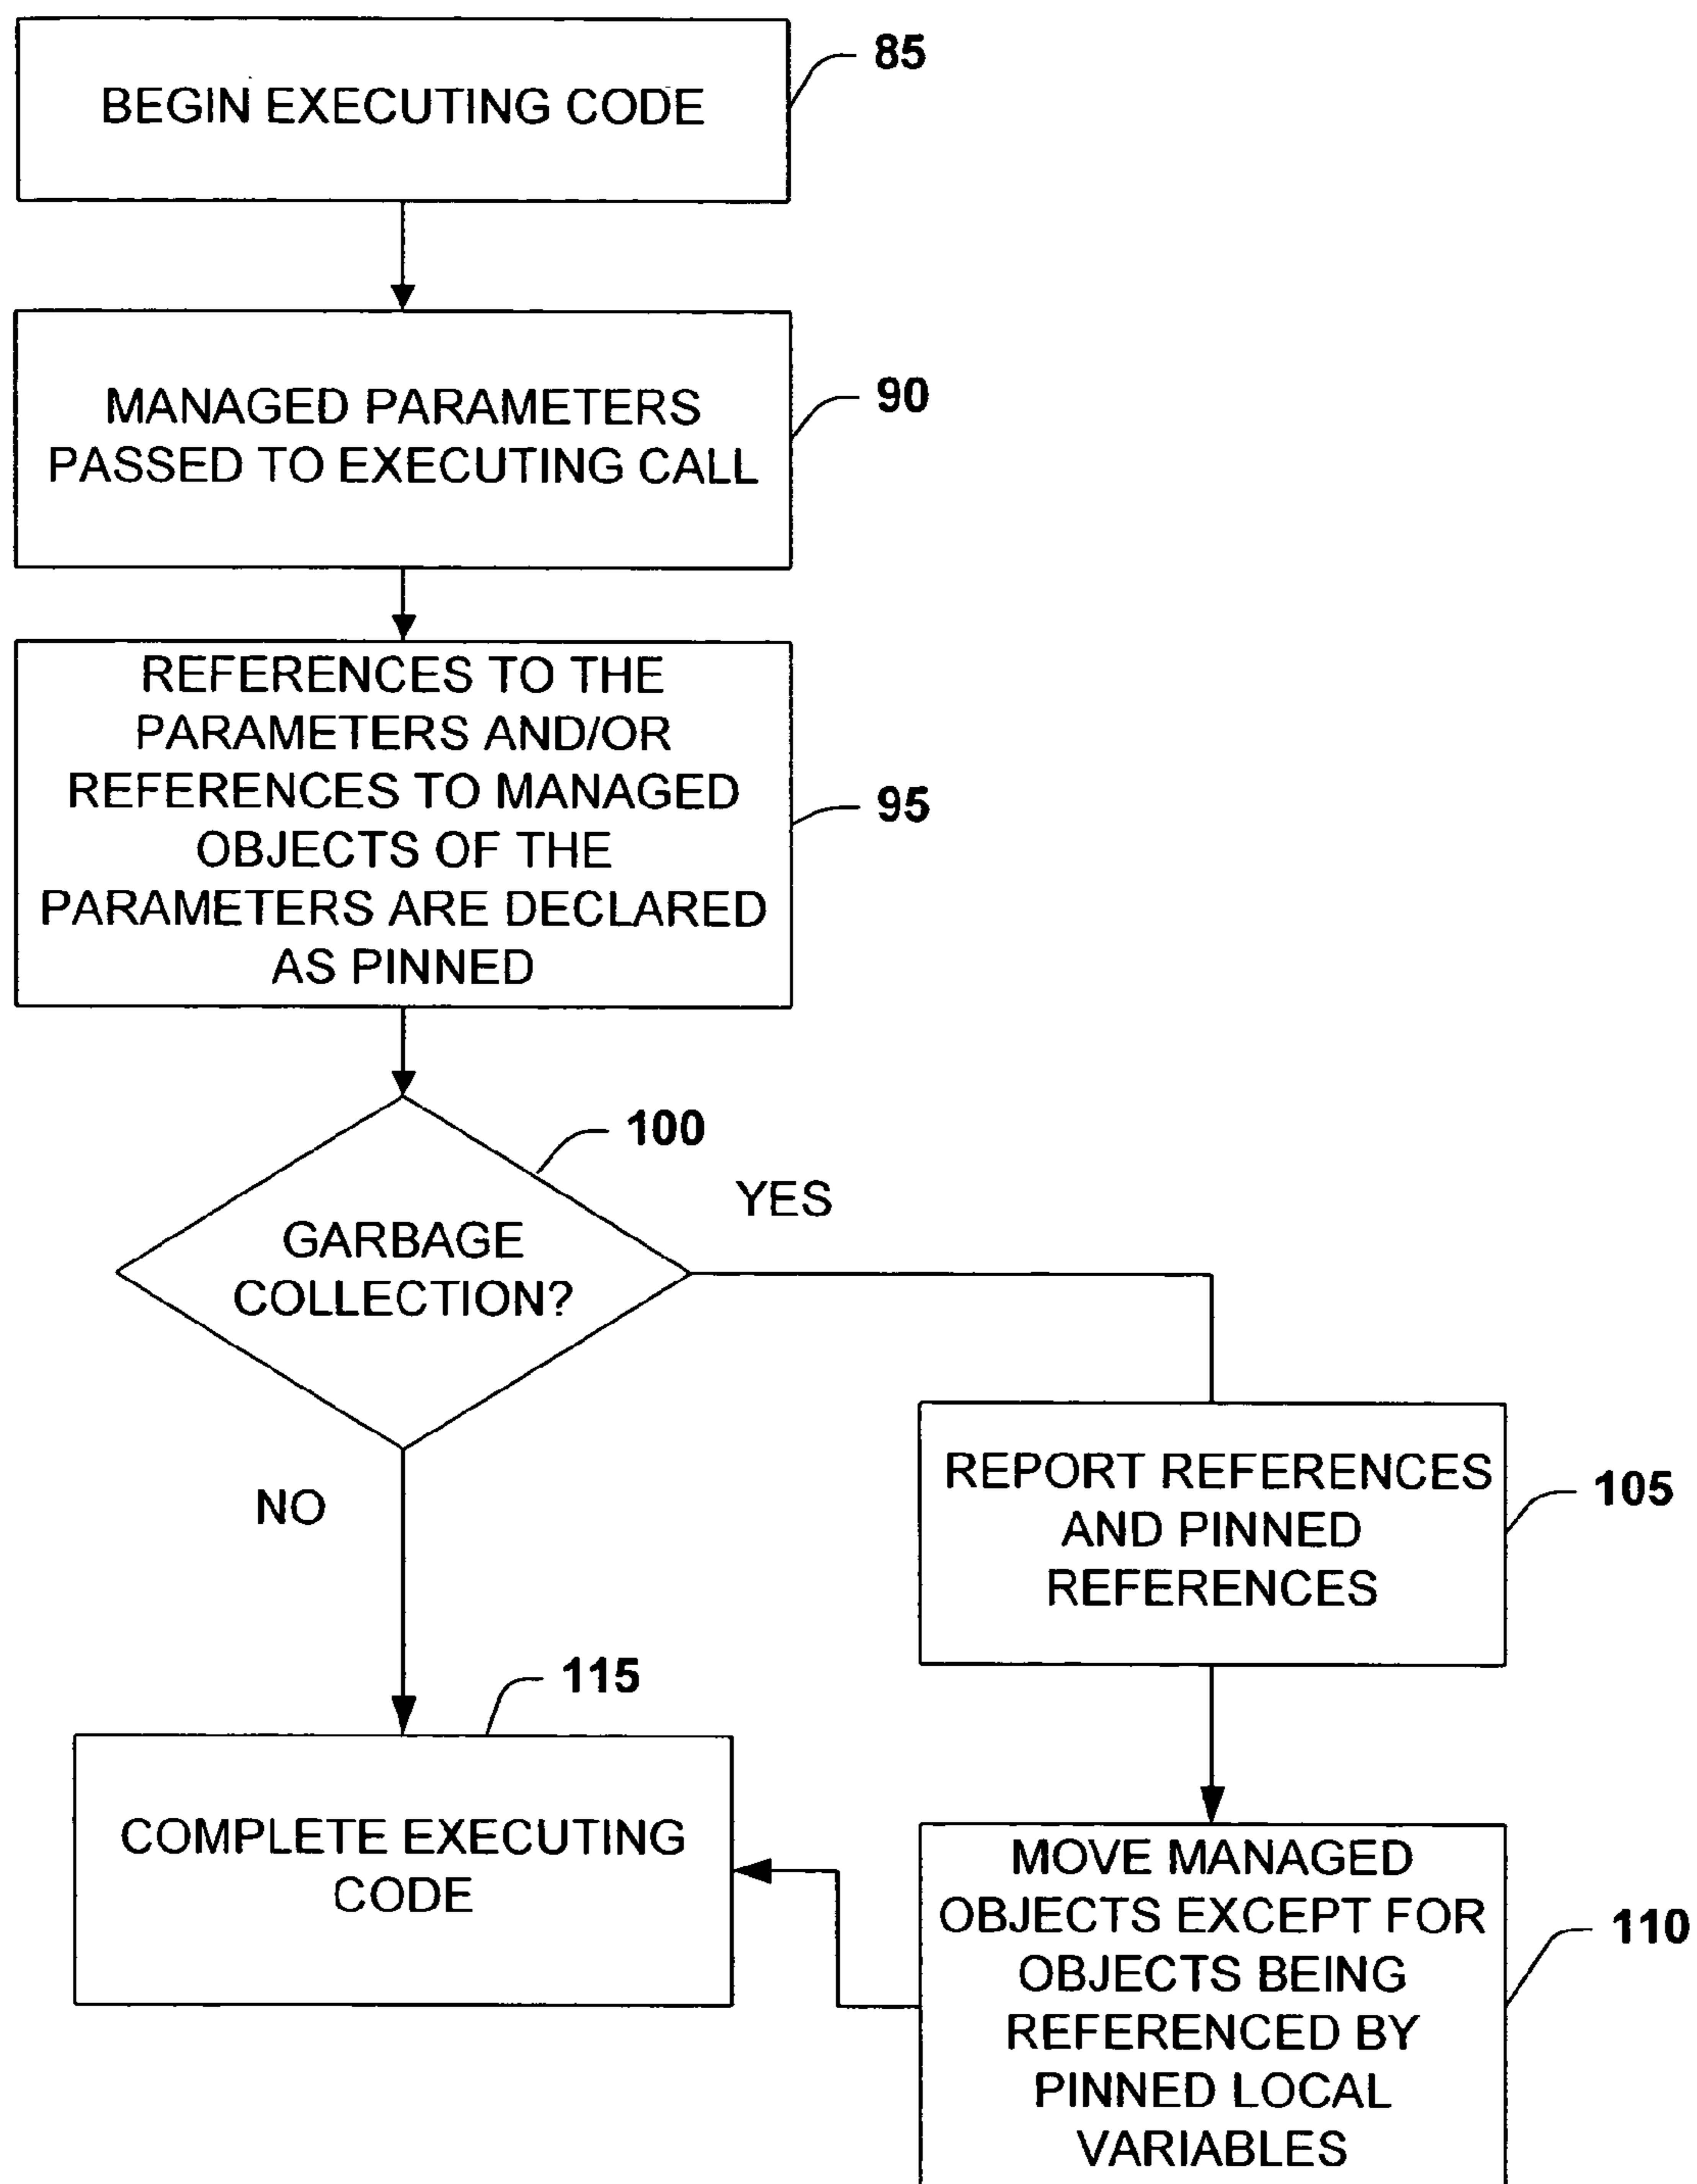 BEGIN EXECUTING CODE
85
MANAGED PARAMETERS
PASSED TO EXECUTING CALL
90
REFERENCES TO THE
PARAMETERS AND/OR
REFERENCES TO MANAGED
OBJECTS OF THE
PARAMETERS ARE DECLARED
AS PINNED
95
100
GARBAGE
COLLECTION?
YES
NO
REPORT REFERENCES
AND PINNED
REFERENCES
105
115
COMPLETE EXECUTING
CODE
MOVE MANAGED
OBJECTS EXCEPT FOR
OBJECTS BEING
REFERENCED BY
PINNED LOCAL
VARIABLES
110